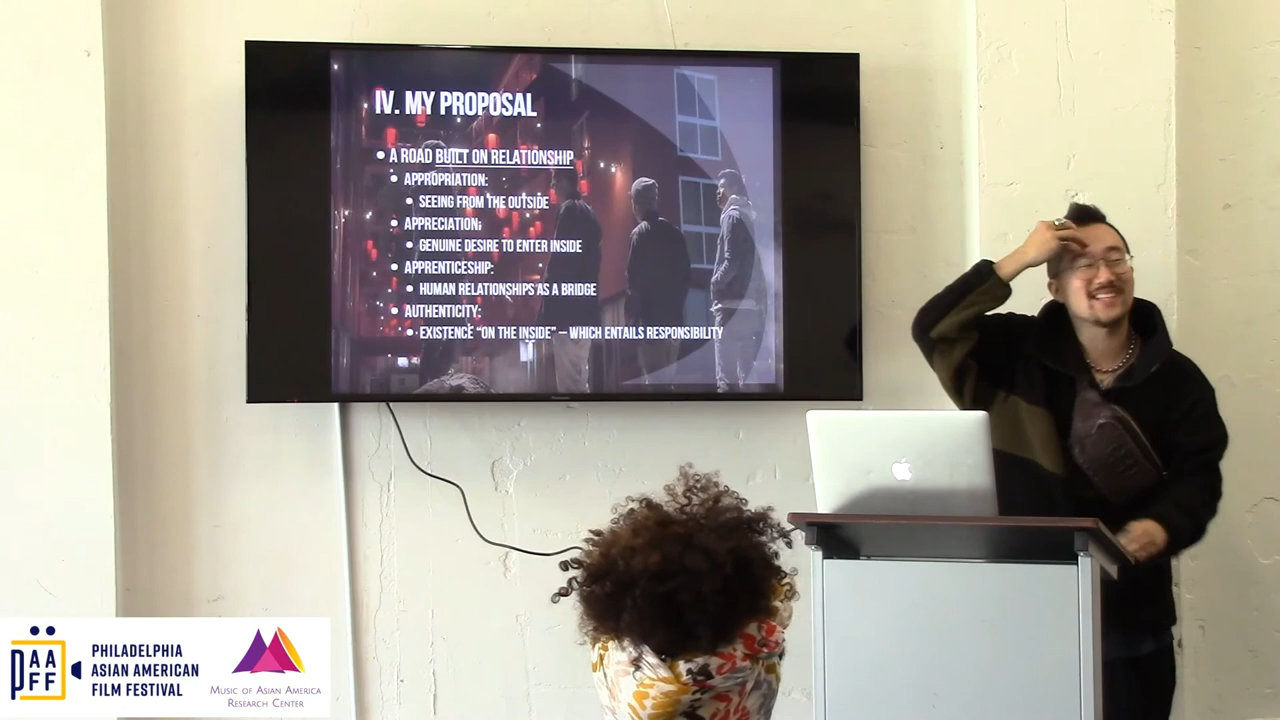 IV. MY PROPOSAL
• A ROAD BUILT ON RELATIONSHIP
• APPROPRIATION:
• SEEING FROM THE OUTSIDE
• APPRECIATION:
• GENUINE DESIRE TO ENTER INSIDE
• APPRENTICESHIP:
• HUMAN RELATIONSHIPS AS A BRIDGE
• AUTHENTICITY:
• EXISTENCE “ON THE INSIDE” – WHICH ENTAILS RESPONSIBILITY
PAAFF
PHILADELPHIA
ASIAN AMERICAN
FILM FESTIVAL
MUSIC OF ASIAN AMERICA
RESEARCH CENTER